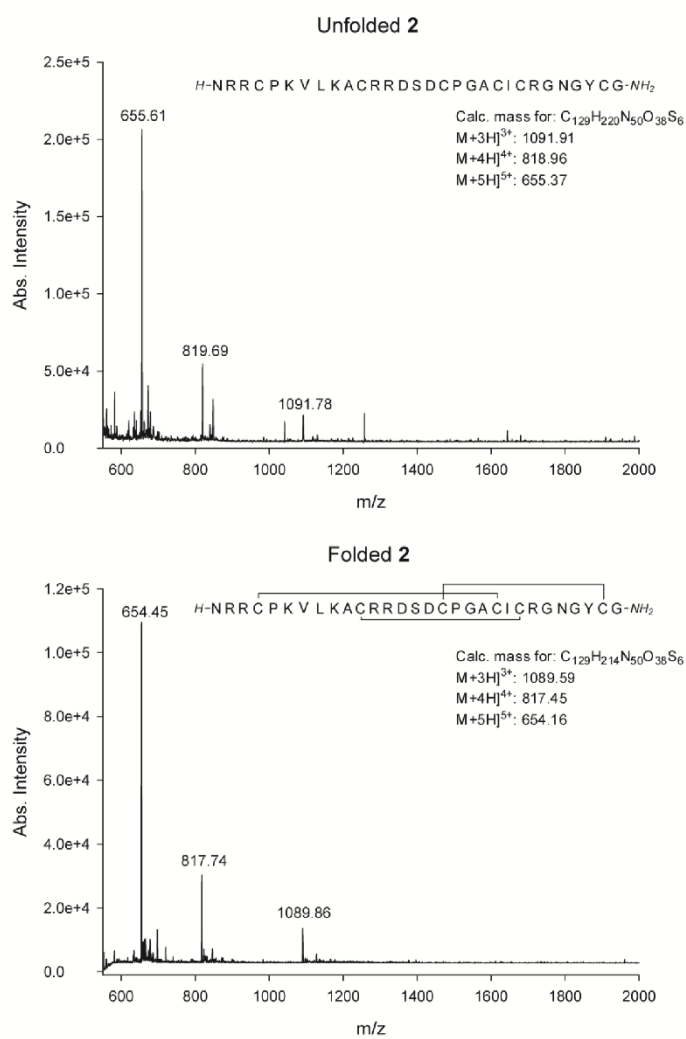 Unfolded 2
2.5e+5
2.0e+5
1.5e+5
1.0e+5
5.0e+4
0.0
Abs. Intensity
H-NRRCPKVLKACRRDSDCPGACICRGNGYCG-NH2
Calc. mass for: C129H220N50O38S6
M+3H]3+: 1091.91
M+4H]4+: 818.96
M+5H]5+: 655.37
655.61
819.69
1091.78
600 800 1000 1200 1400 1600 1800 2000
m/z
Folded 2
1.2e+5
1.0e+5
8.0e+4
6.0e+4
4.0e+4
2.0e+4
0.0
Abs. Intensity
H-NRRCPKVLKACRRDSDCPGACICRGNGYCG-NH2
Calc. mass for: C129H214N50O38S6
M+3H]3+: 1089.59
M+4H]4+: 817.45
M+5H]5+: 654.16
654.45
817.74
1089.86
600 800 1000 1200 1400 1600 1800 2000
m/z